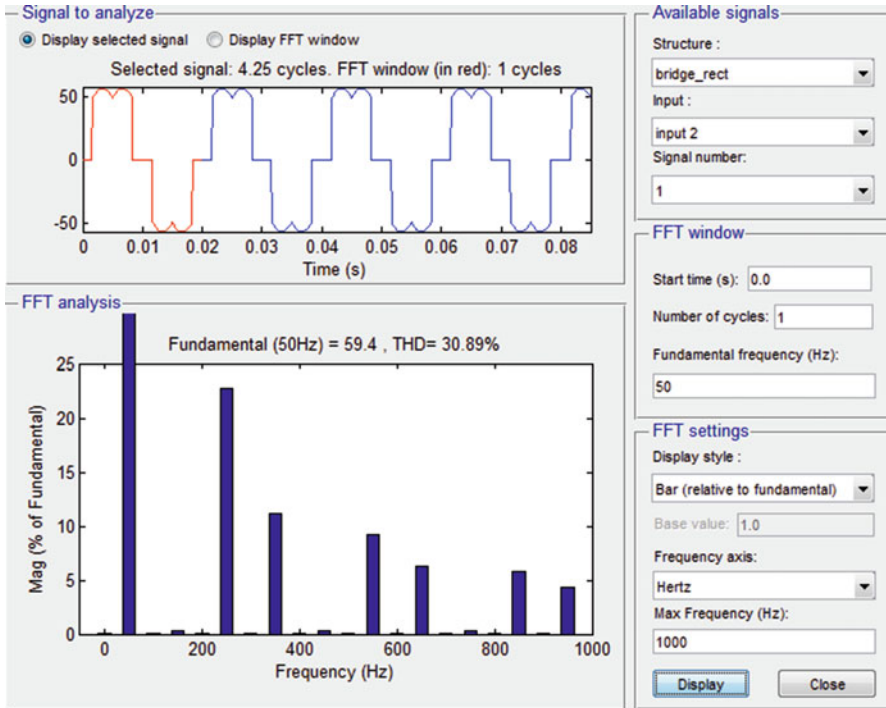 Signal to analyze
Display selected signal
Display FFT window
Selected signal: 4.25 cycles. FFT window (in red): 1 cycles
50
0
-50
0
0.01
0.02
0.03
0.04
0.05
0.06
0.07
0.08
Time (s)
FFT analysis
Fundamental (50Hz) = 59.4 , THD= 30.89%
Mag (% of Fundamental)
25
20
15
10
5
0
0
200
400
600
800
1000
Frequency (Hz)
Available signals
Structure :
bridge_rect
Input :
input 2
Signal number:
1
FFT window
Start time (s): 0.0
Number of cycles: 1
Fundamental frequency (Hz):
50
FFT settings
Display style :
Bar (relative to fundamental)
Base value: 1.0
Frequency axis:
Hertz
Max Frequency (Hz):
1000
Display
Close